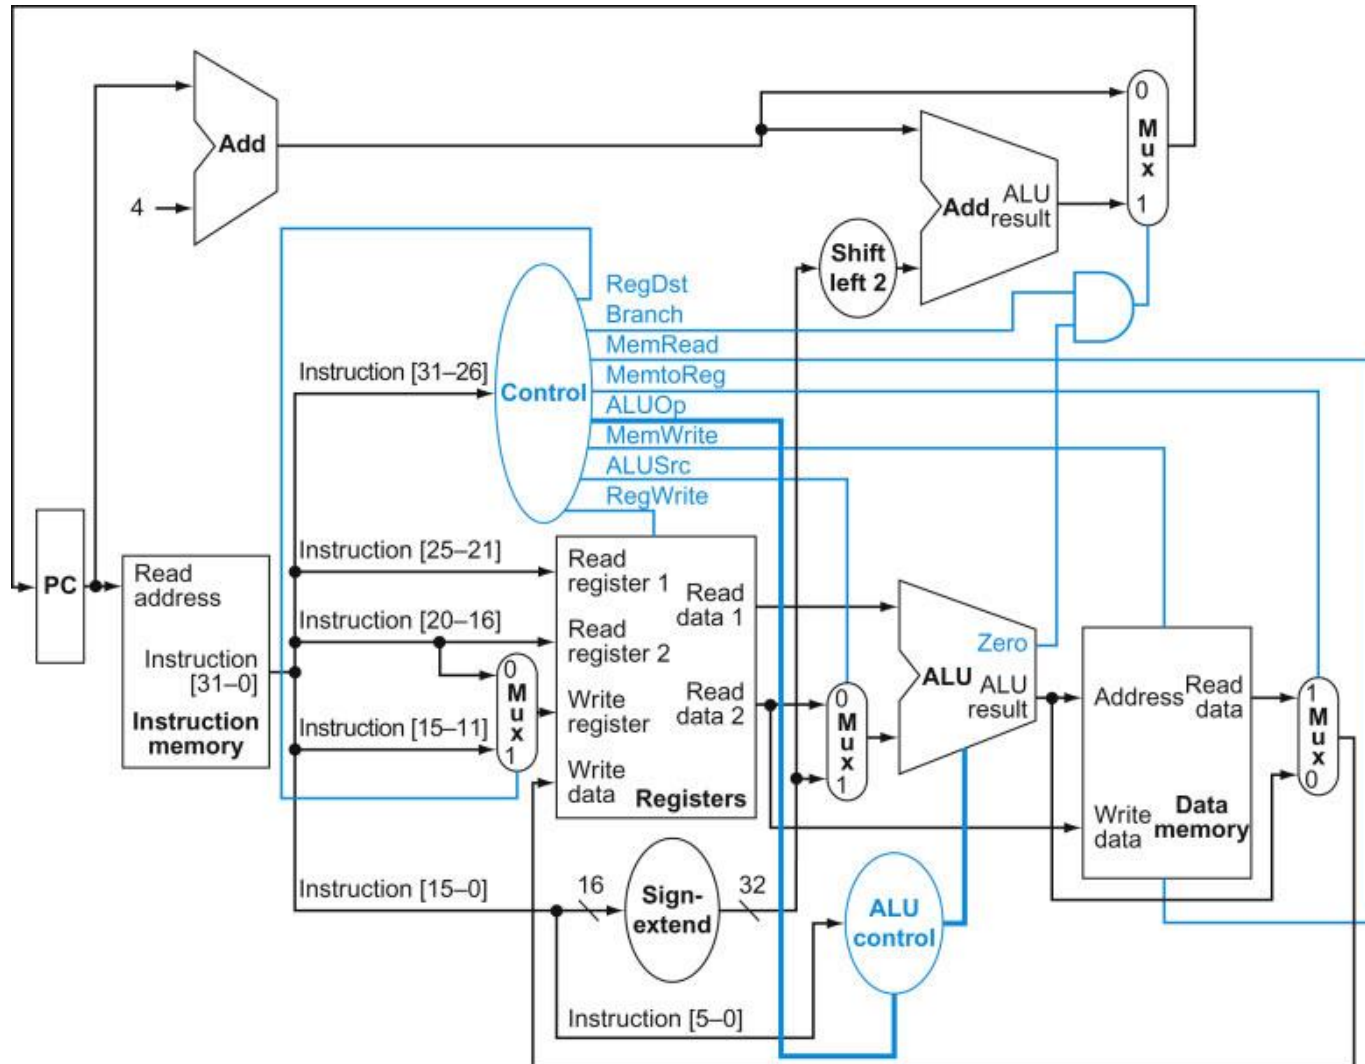 Add
4
0
Mux
1
Add
ALU
result
Shift
left 2
RegDst
Branch
MemRead
MemtoReg
ALUOp
MemWrite
ALUSrc
RegWrite
Instruction [31–26]
Control
PC
Read
address
Instruction
[31–0]
Instruction
memory
Instruction [25–21]
Instruction [20–16]
Instruction [15–11]
0
Mux
1
Read
register 1
Read
register 2
Write
register
Write
data
Read
data 1
Read
data 2
Registers
0
Mux
1
Zero
ALU
ALU
result
Address
Read
data
Write
data
Data
memory
1
Mux
0
Instruction [15–0]
16
Sign-
extend
32
ALU
control
Instruction [5–0]